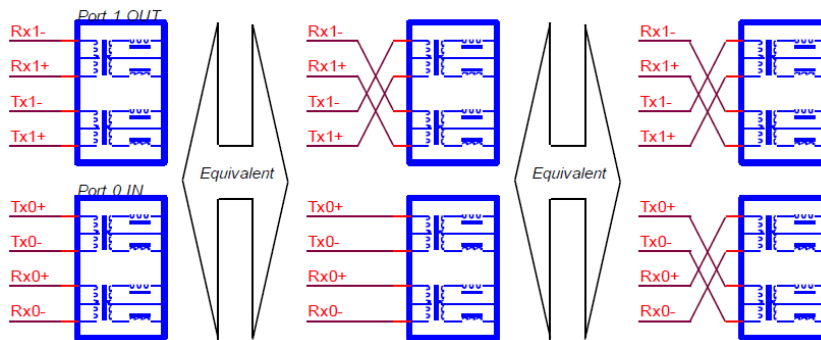 Port 1 OUT
Rx1-
Rx1+
Tx1-
Tx1+
Rx1-
Rx1+
Tx1-
Tx1+
Rx1-
Rx1+
Tx1-
Tx1+
Equivalent
Equivalent
Port 0 IN
Tx0+
Tx0-
Rx0+
Rx0-
Tx0+
Tx0-
Rx0+
Rx0-
Tx0+
Tx0-
Rx0+
Rx0-